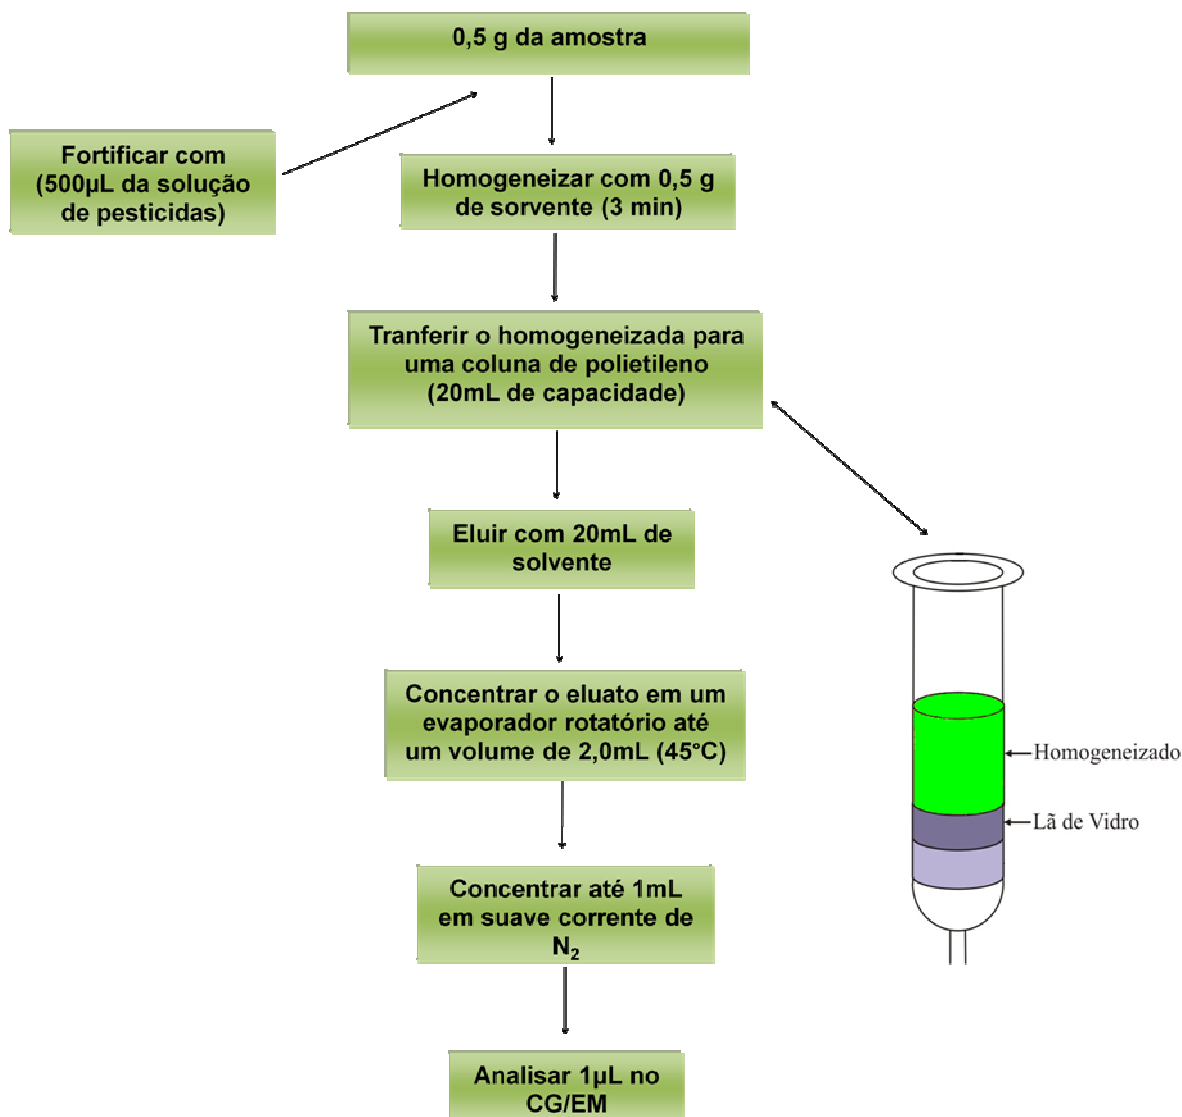 0,5 g da amostra
Fortificar com
(500µL da solução
de pesticidas)
Homogeneizar com 0,5 g
de sorvente (3 min)
Tranferir o homogeneizada para
uma coluna de polietileno
(20mL de capacidade)
Eluir com 20mL de
solvente
Concentrar o eluato em um
evaporador rotatório até
um volume de 2,0mL (45°C)
Homogeneizado
Lã de Vidro
Concentrar até 1mL
em suave corrente de
N₂
Analisar 1µL no
CG/EM